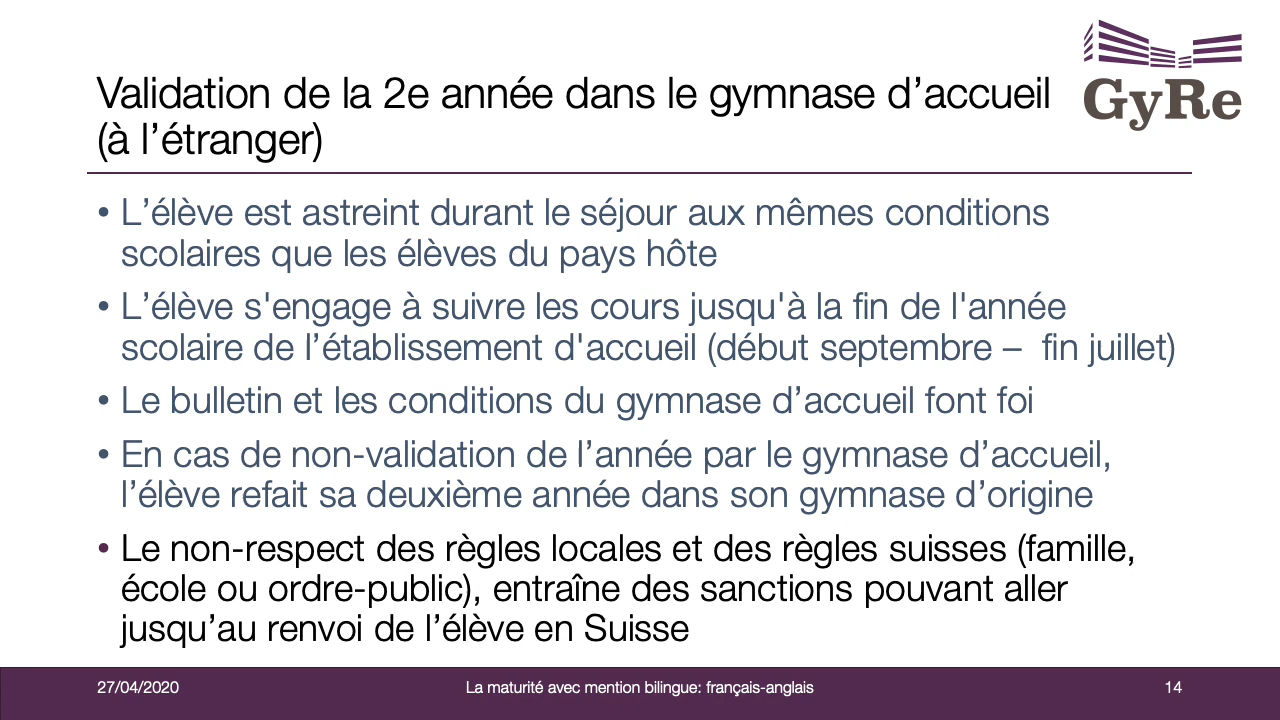 GyRe
Validation de la 2e année dans le gymnase d’accueil
(à l’étranger)
• L’élève est astreint durant le séjour aux mêmes conditions
scolaires que les élèves du pays hôte
• L’élève s'engage à suivre les cours jusqu'à la fin de l'année
scolaire de l’établissement d'accueil (début septembre –  fin juillet)
• Le bulletin et les conditions du gymnase d’accueil font foi
• En cas de non-validation de l’année par le gymnase d’accueil,
l’élève refait sa deuxième année dans son gymnase d’origine
• Le non-respect des règles locales et des règles suisses (famille,
école ou ordre-public), entraîne des sanctions pouvant aller
jusqu’au renvoi de l’élève en Suisse
27/04/2020
La maturité avec mention bilingue: français-anglais
14